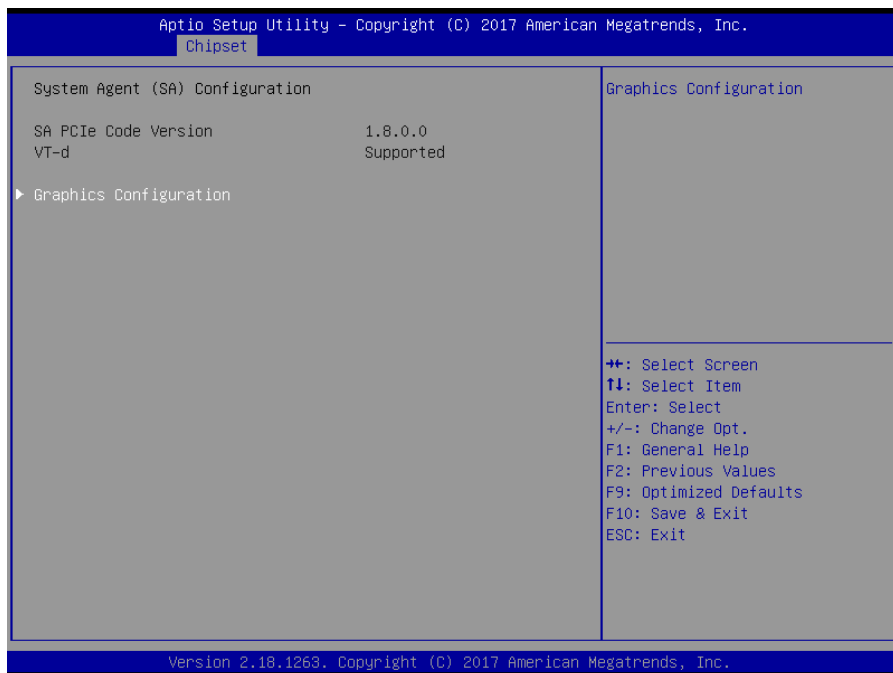 Aptio Setup Utility – Copyright (C) 2017 American Megatrends, Inc.
Chipset
System Agent (SA) Configuration
SA PCIe Code Version 1.8.0.0
VT-d Supported
► Graphics Configuration
Graphics Configuration
→←: Select Screen
↑↓: Select Item
Enter: Select
+/-: Change Opt.
F1: General Help
F2: Previous Values
F9: Optimized Defaults
F10: Save & Exit
ESC: Exit
Version 2.18.1263. Copyright (C) 2017 American Megatrends, Inc.